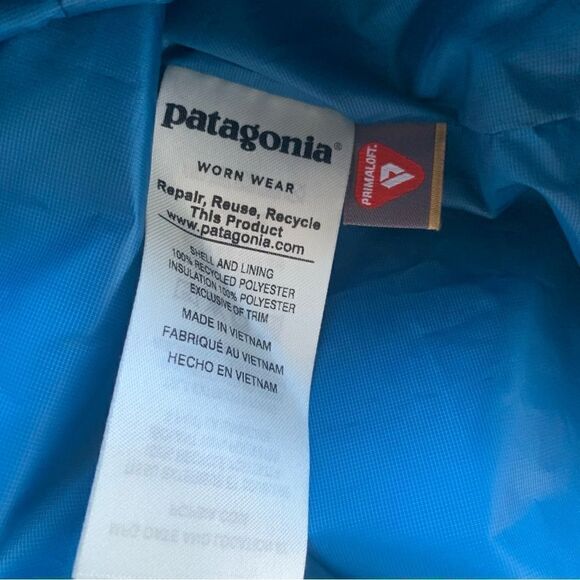 patagonia®
WORN WEAR
Repair, Reuse, Recycle
This Product
www.patagonia.com
SHELL AND LINING
100% RECYCLED POLYESTER
INSULATION 100% POLYESTER
EXCLUSIVE OF TRIM
MADE IN VIETNAM
FABRIQUÉ AU VIETNAM
HECHO EN VIETNAM
PRIMALOFT.